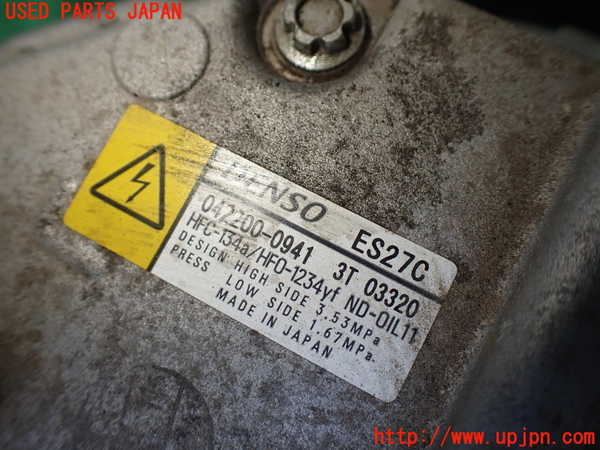 USED PARTS JAPAN
DENSO ES27C
042200-0941 3T 03320
HFC-134a/HFO-1234yf ND-OIL11
DESIGN HIGH SIDE 3.53MPa
PRESS LOW SIDE 1.67MPa
MADE IN JAPAN
http://www.upjpn.com/